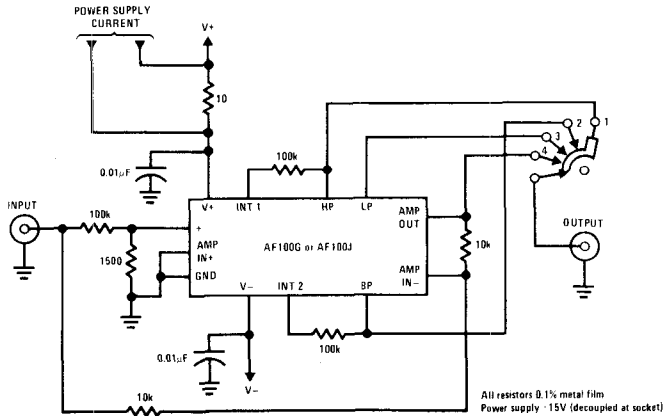 POWER SUPPLY
CURRENT
V+
10
0.01µF
100k
1
2
3
4
INPUT
100k
1500
V+
INT 1
HP
LP
+
AMP
IN+
GND
AF100G or AF100J
AMP
OUT
AMP
IN−
V−
INT 2
BP
10k
OUTPUT
100k
0.01µF
V−
10k
All resistors 0.1% metal film
Power supply · 15V (decoupled at socket)